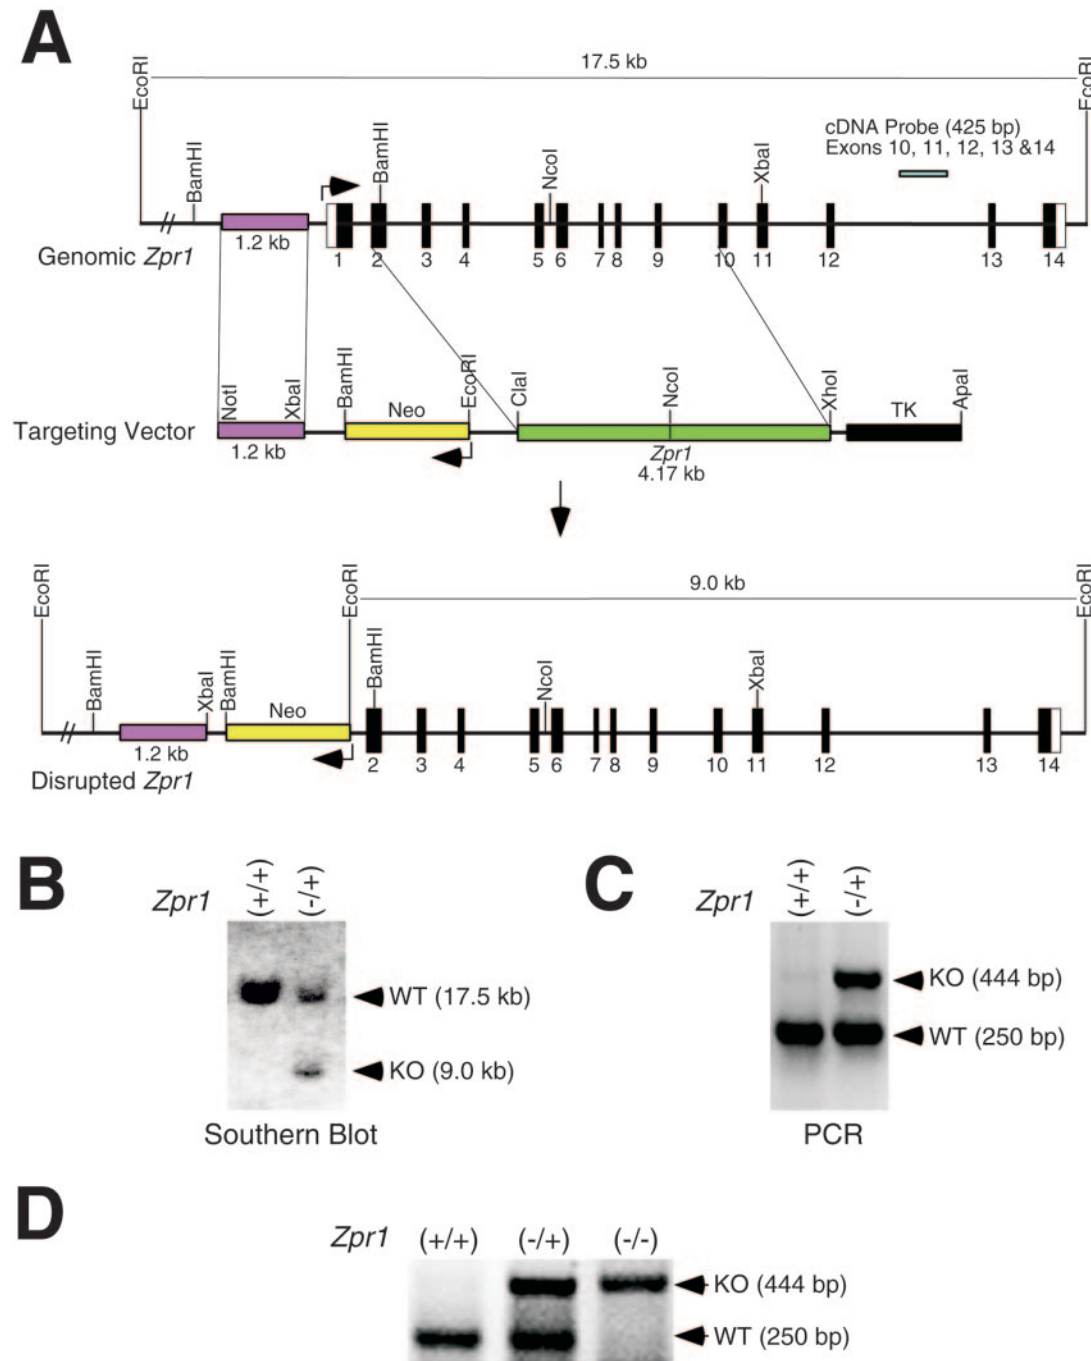 A
17.5 kb
EcoRI
EcoRI
cDNA Probe (425 bp)
Exons 10, 11, 12, 13 &14
BamHI
BamHI
NcoI
XbaI
1.2 kb
Genomic Zpr1
1 2 3 4 5 6 7 8 9 10 11 12 13 14
NotI
XbaI
BamHI
EcoRI
ClaI
NcoI
XhoI
ApaI
Neo
TK
Targeting Vector
1.2 kb
Zpr1
4.17 kb
EcoRI
EcoRI
9.0 kb
EcoRI
BamHI
XbaI
BamHI
BamHI
NcoI
XbaI
Neo
1.2 kb
2 3 4 5 6 7 8 9 10 11 12 13 14
Disrupted Zpr1
B
Zpr1 (+/+) (-/+)
WT (17.5 kb)
KO (9.0 kb)
Southern Blot
C
Zpr1 (+/+) (-/+)
KO (444 bp)
WT (250 bp)
PCR
D
Zpr1 (+/+) (-/+) (-/-)
KO (444 bp)
WT (250 bp)